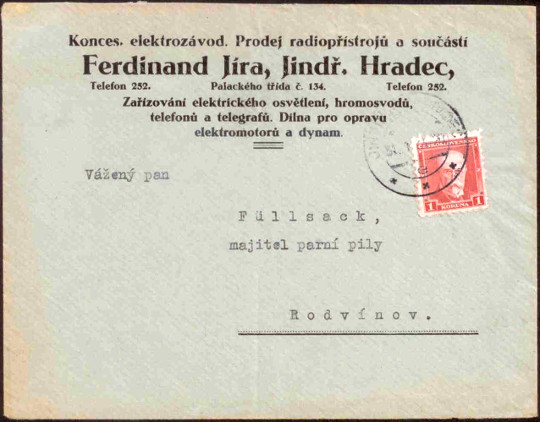 Konces. elektrozávod. Prodej radiopřístrojů a součástí
Ferdinand Jíra, Jindř. Hradec,
Telefon 252. Palackého třída č. 134. Telefon 252.
Zařízování elektrického osvětlení, hromosvodů,
telefonů a telegrafů. Dílna pro opravu
elektromotorů a dynam.
ČESKOSLOVENSKO
1 KORUNA 1
Vážený pan
Füllsack,
majitel parní pily
Rodvínov.